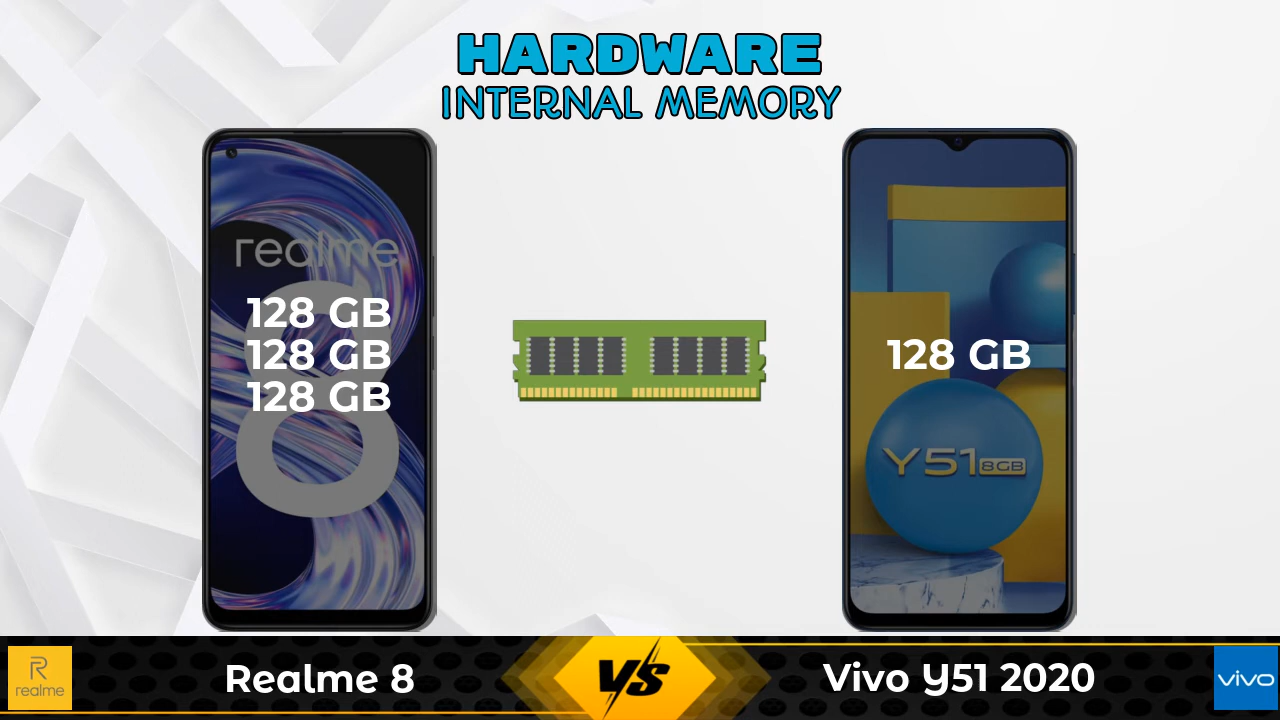 HARDWARE
INTERNAL MEMORY
realme
8
128 GB
128 GB
128 GB
128 GB
Y51 8GB
R
realme
Realme 8
VS
Vivo Y51 2020
vivo